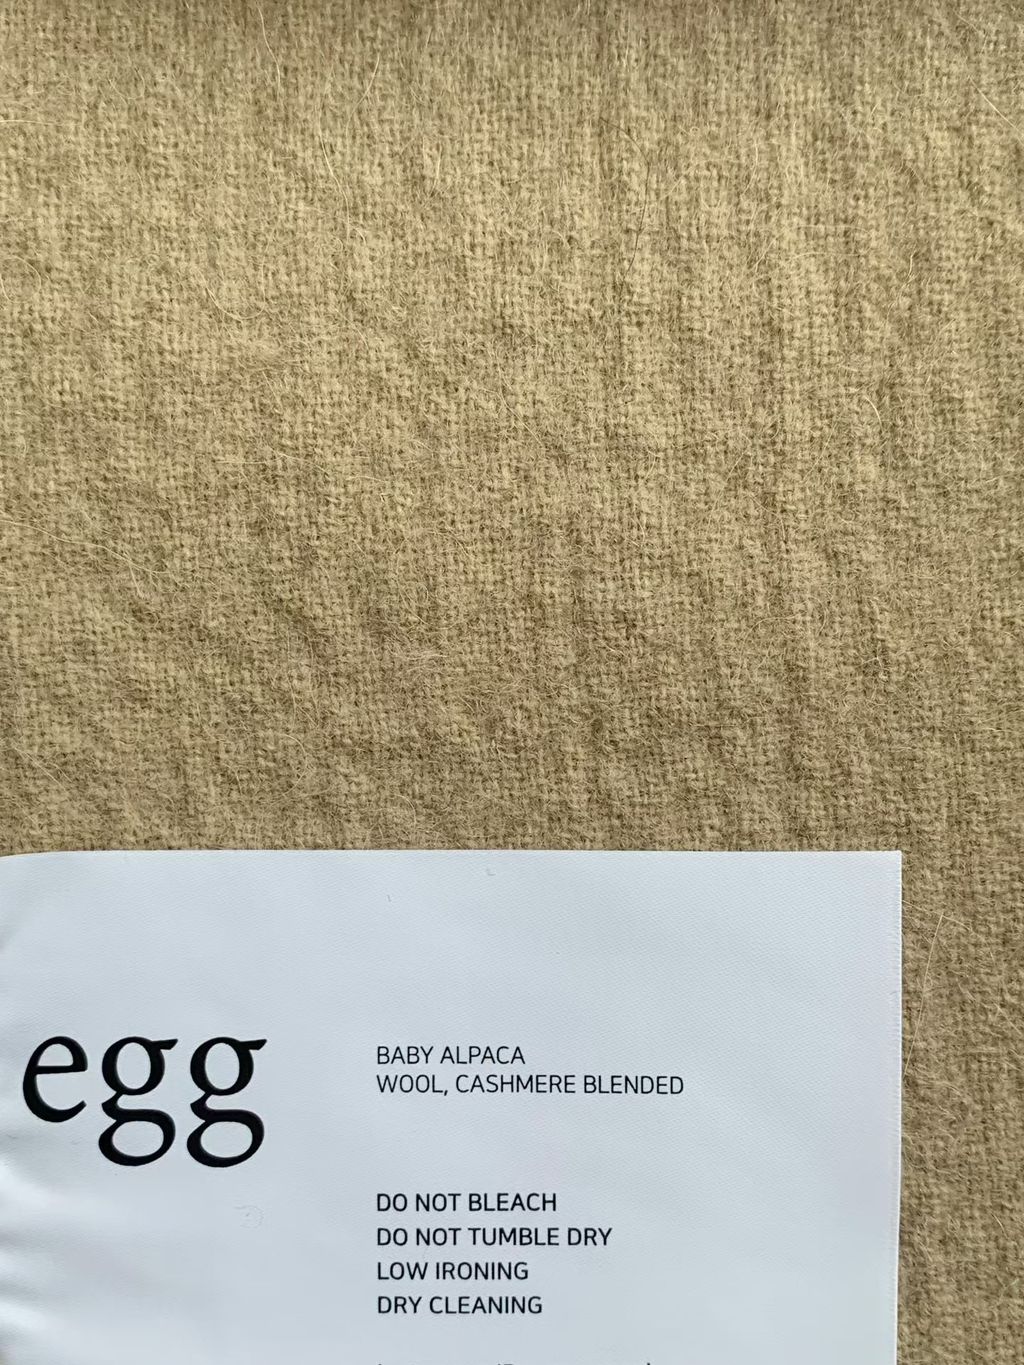 egg
BABY ALPACA
WOOL, CASHMERE BLENDED
DO NOT BLEACH
DO NOT TUMBLE DRY
LOW IRONING
DRY CLEANING